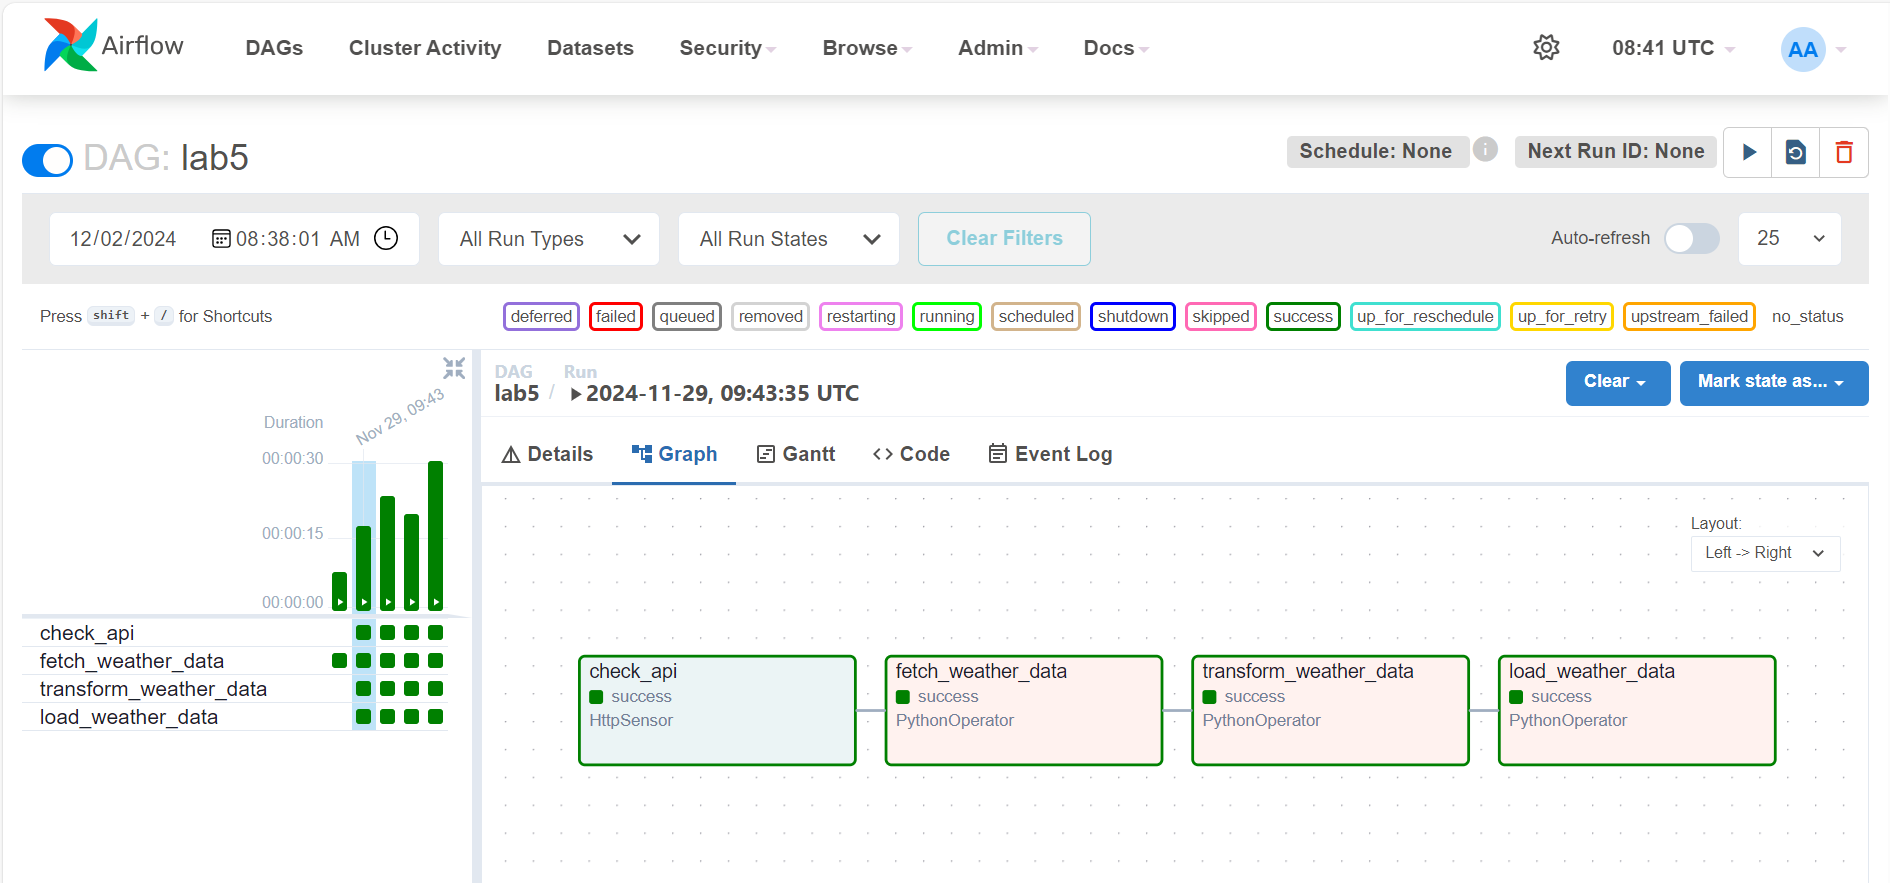 Airflow DAGs Cluster Activity Datasets Security Browse Admin Docs 08:41 UTC AA
DAG: lab5 Schedule: None i Next Run ID: None
12/02/2024 08:38:01 AM All Run Types All Run States Clear Filters Auto-refresh 25
Press shift + / for Shortcuts deferred failed queued removed restarting running scheduled shutdown skipped success up_for_reschedule up_for_retry upstream_failed no_status
DAG Run
lab5 / 2024-11-29, 09:43:35 UTC Clear Mark state as...
Nov 29, 09:43
Duration
00:00:30
00:00:15
00:00:00
check_api
fetch_weather_data
transform_weather_data
load_weather_data
Details Graph Gantt Code Event Log
Layout:
Left -> Right
check_api
success
HttpSensor
fetch_weather_data
success
PythonOperator
transform_weather_data
success
PythonOperator
load_weather_data
success
PythonOperator